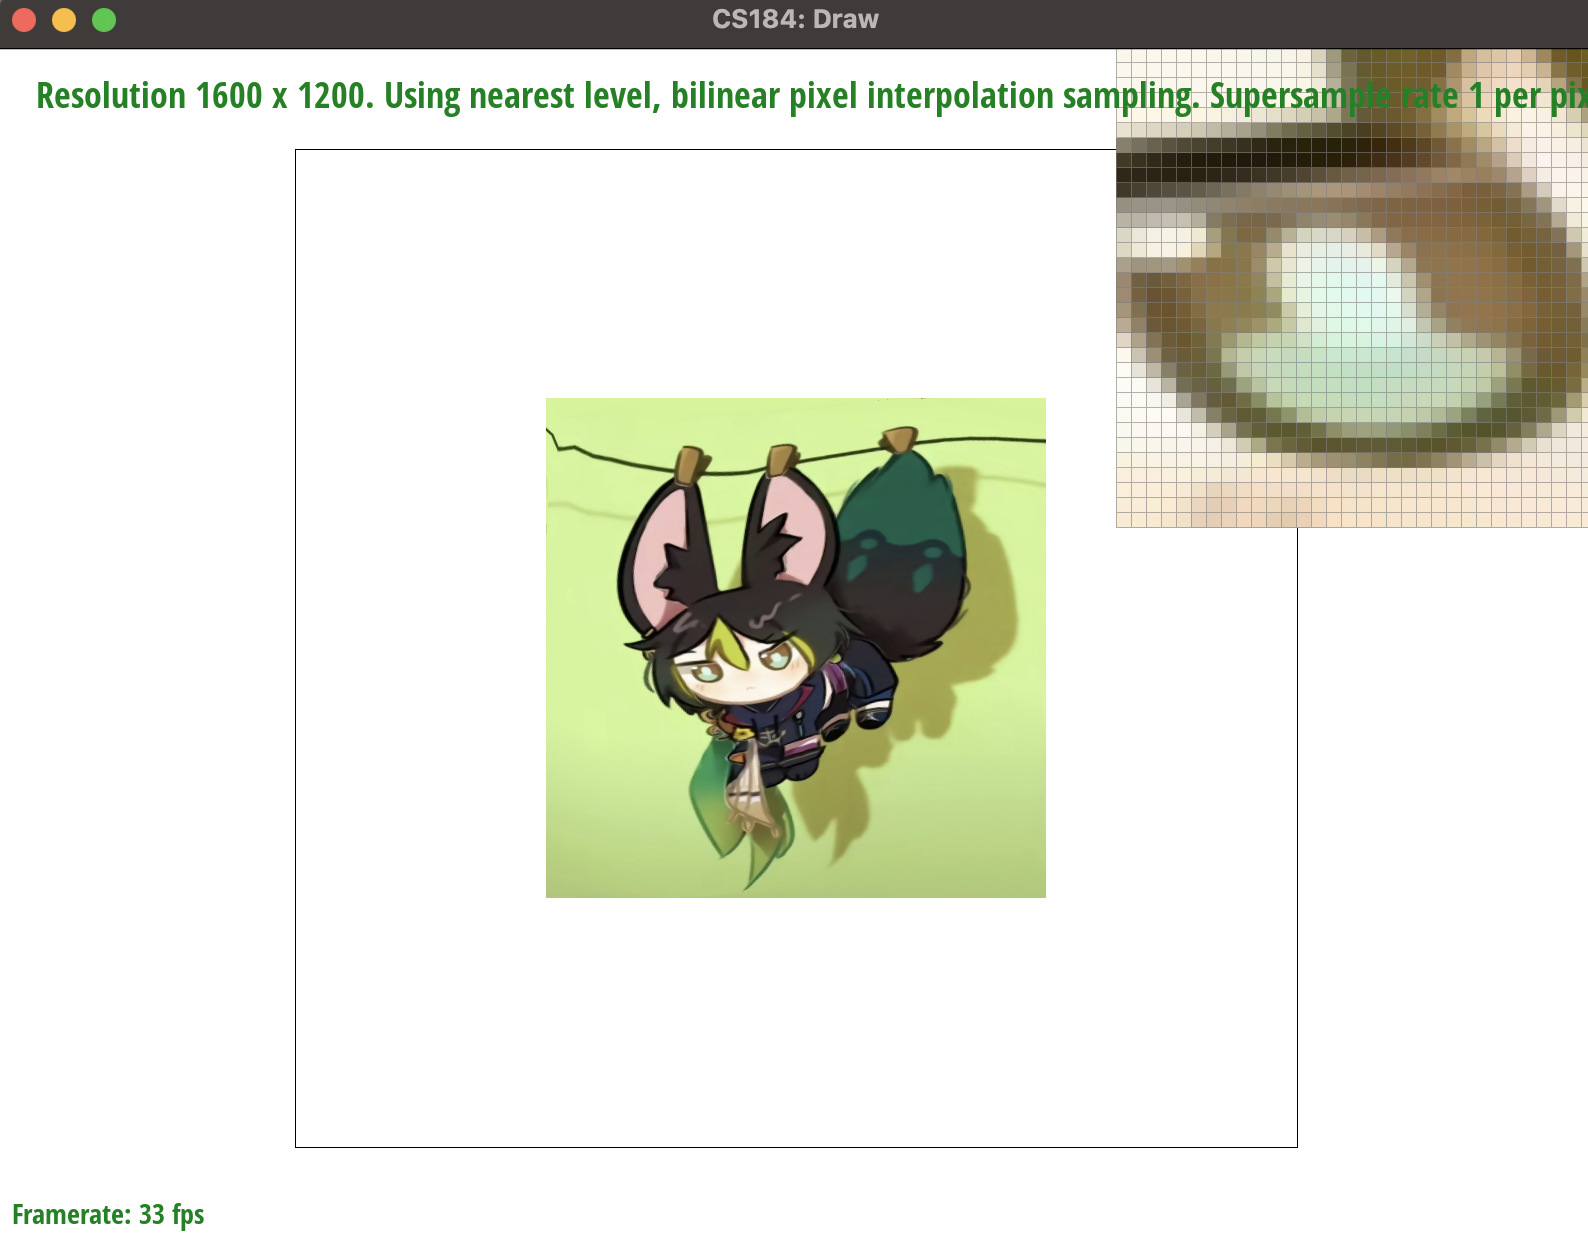 CS184: Draw
Resolution 1600 x 1200. Using nearest level, bilinear pixel interpolation sampling. Supersample rate 1 per pix
Framerate: 33 fps